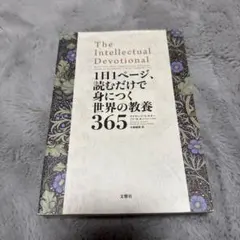 The
Intellectual
Devotional
1日1ページ、
読むだけで
身につく
世界の教養
365
文響社